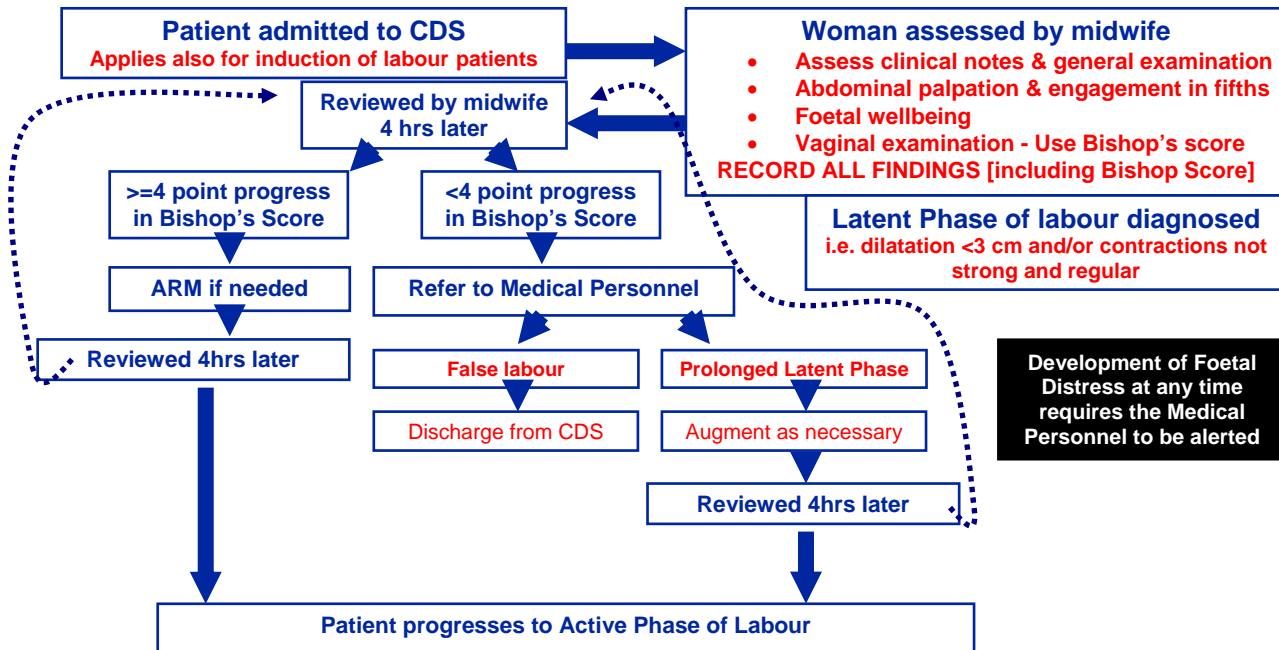 Patient admitted to CDS
Applies also for induction of labour patients
Woman assessed by midwife
• Assess clinical notes & general examination
• Abdominal palpation & engagement in fifths
• Foetal wellbeing
• Vaginal examination - Use Bishop's score
RECORD ALL FINDINGS [including Bishop Score]
Reviewed by midwife
4 hrs later
Latent Phase of labour diagnosed
i.e. dilatation <3 cm and/or contractions not
strong and regular
>=4 point progress
in Bishop's Score
<4 point progress
in Bishop's Score
ARM if needed
Refer to Medical Personnel
Reviewed 4hrs later
False labour
Prolonged Latent Phase
Discharge from CDS
Augment as necessary
Development of Foetal
Distress at any time
requires the Medical
Personnel to be alerted
Reviewed 4hrs later
Patient progresses to Active Phase of Labour